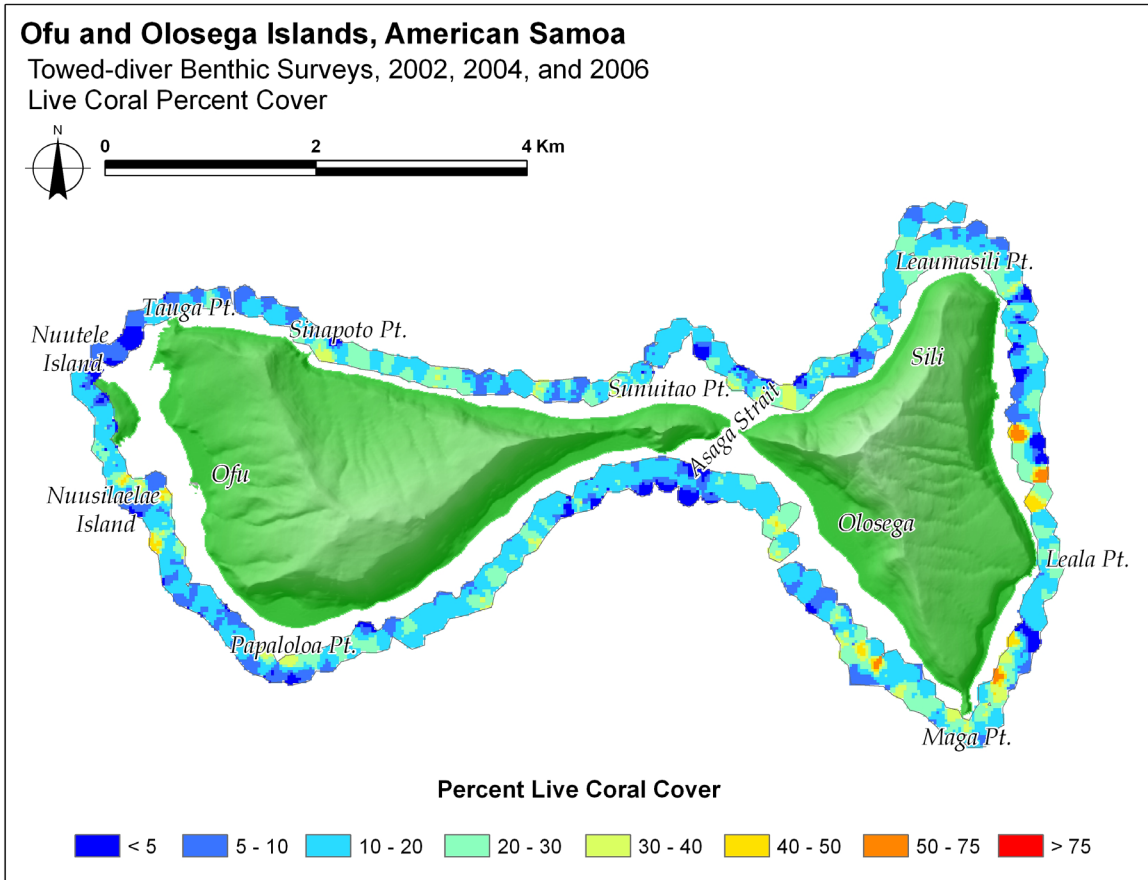 Ofu and Olosega Islands, American Samoa
Towed-diver Benthic Surveys, 2002, 2004, and 2006
Live Coral Percent Cover
N
0 2 4 Km
Leaumasili Pt.
Tauga Pt.
Nuutele
Island
Sinapoto Pt.
Sili
Sunuitao Pt.
Asaga Strait
Ofu
Nuusilaelae
Island
Olosega
Leala Pt.
Papaloloa Pt.
Maga Pt.
Percent Live Coral Cover
< 5 5 - 10 10 - 20 20 - 30 30 - 40 40 - 50 50 - 75 > 75